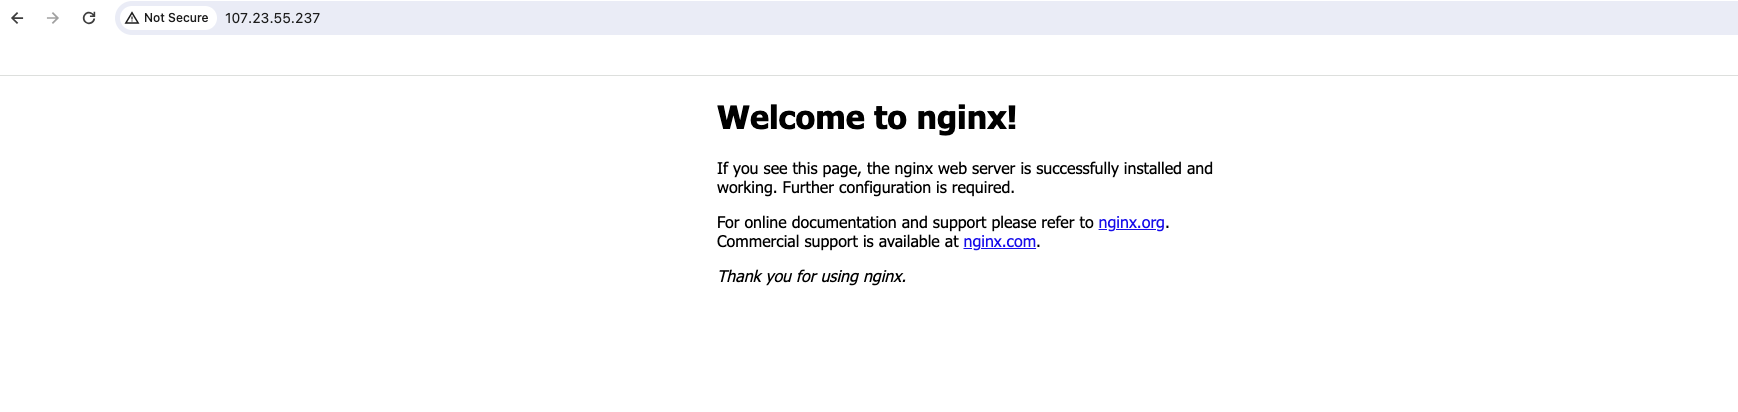 Not Secure 107.23.55.237
Welcome to nginx!
If you see this page, the nginx web server is successfully installed and
working. Further configuration is required.
For online documentation and support please refer to nginx.org.
Commercial support is available at nginx.com.
Thank you for using nginx.